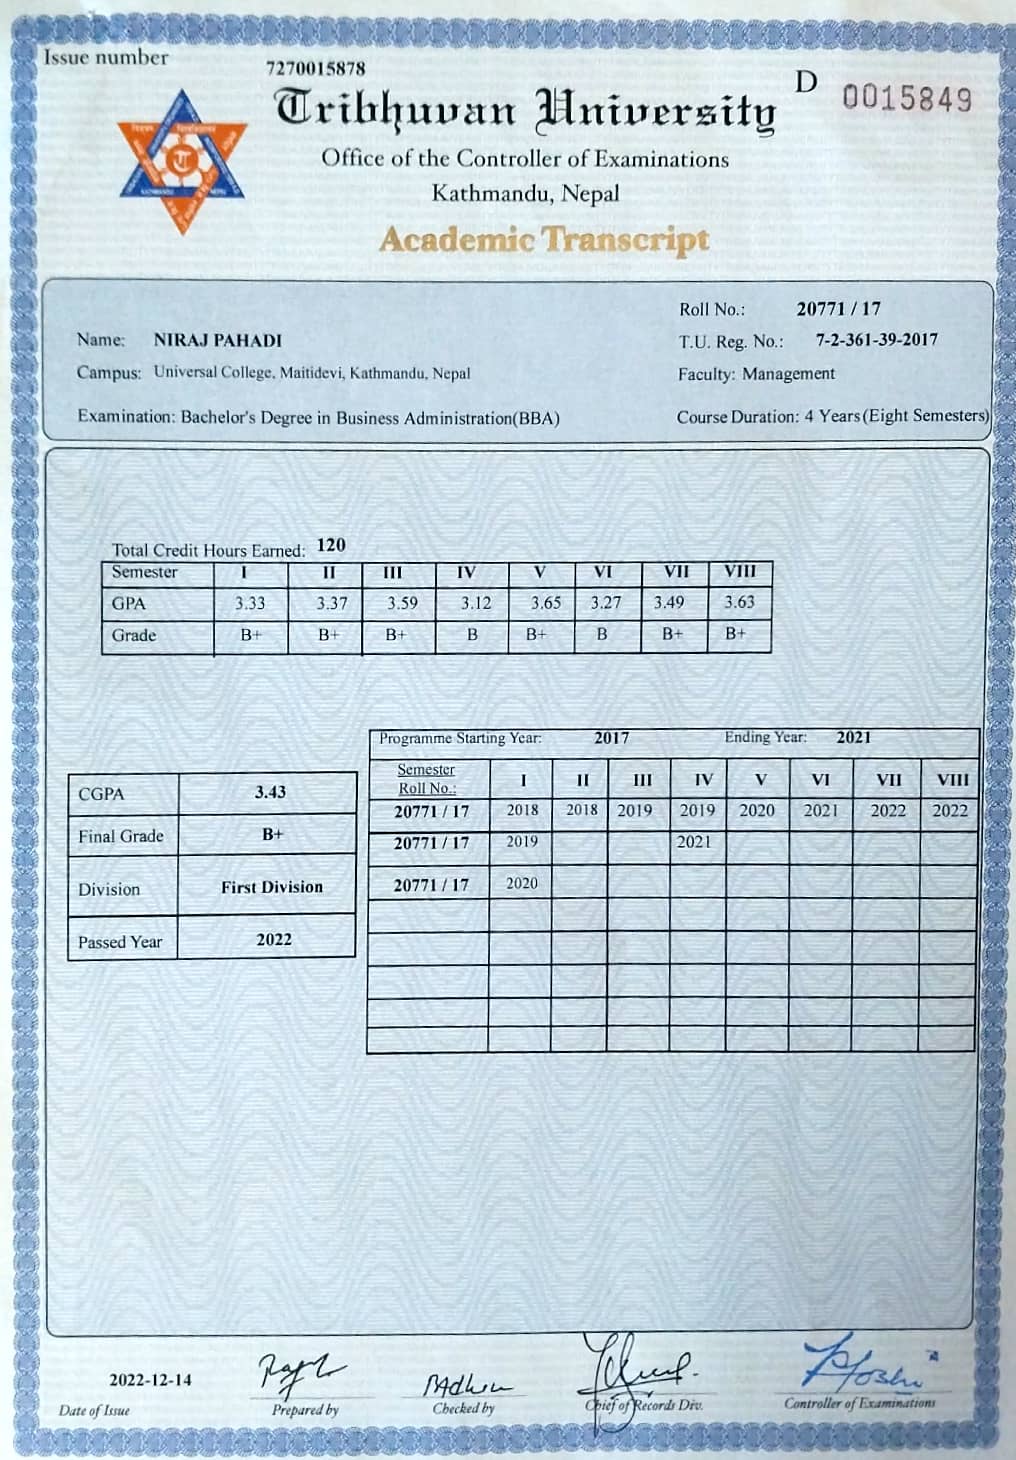 Issue number
7270015878
D 0015849
Tribhuvan University
Office of the Controller of Examinations
Kathmandu, Nepal
Academic Transcript
Roll No.: 20771 / 17
Name: NIRAJ PAHADI
T.U. Reg. No.: 7-2-361-39-2017
Campus: Universal College, Maitidevi, Kathmandu, Nepal
Faculty: Management
Examination: Bachelor's Degree in Business Administration(BBA)
Course Duration: 4 Years(Eight Semesters)
Total Credit Hours Earned: 120
Semester I II III IV V VI VII VIII
GPA 3.33 3.37 3.59 3.12 3.65 3.27 3.49 3.63
Grade B+ B+ B+ B B+ B B+ B+
CGPA 3.43
Final Grade B+
Division First Division
Passed Year 2022
Programme Starting Year: 2017 Ending Year: 2021
Semester I II III IV V VI VII VIII
Roll No.:
20771 / 17 2018 2018 2019 2019 2020 2021 2022 2022
20771 / 17 2019 2021
20771 / 17 2020
2022-12-14
Date of Issue
Prepared by
Checked by
Chief of Records Div.
Controller of Examinations